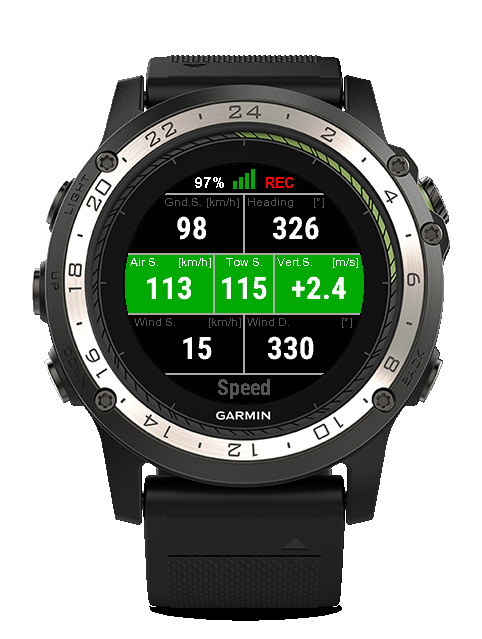 97% REC
Gnd.S. [km/h] Heading [°]
98 326
Air S. [km/h] Tow S. Vert.S. [m/s]
113 115 +2.4
Wind S. [km/h] Wind D. [°]
15 330
Speed
GARMIN
24
2
4
6
8
10
12
14
16
18
20
22
LIGHT
UP
DOWN
BACK